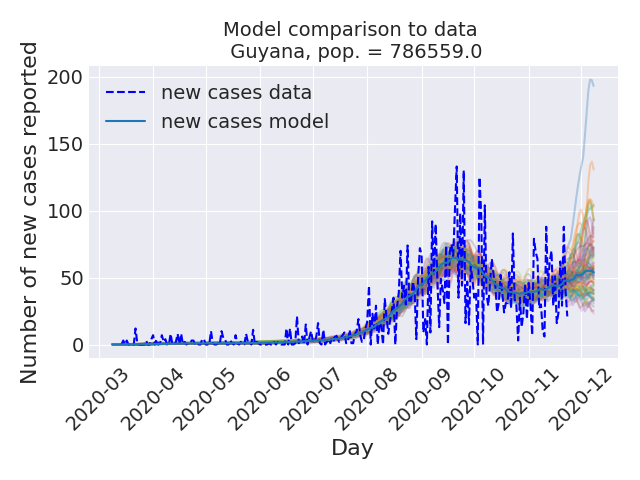 Model comparison to data
Guyana, pop. = 786559.0
Number of new cases reported
200
150
100
50
0
new cases data
new cases model
2020-03
2020-04
2020-05
2020-06
2020-07
2020-08
2020-09
2020-10
2020-11
2020-12
Day